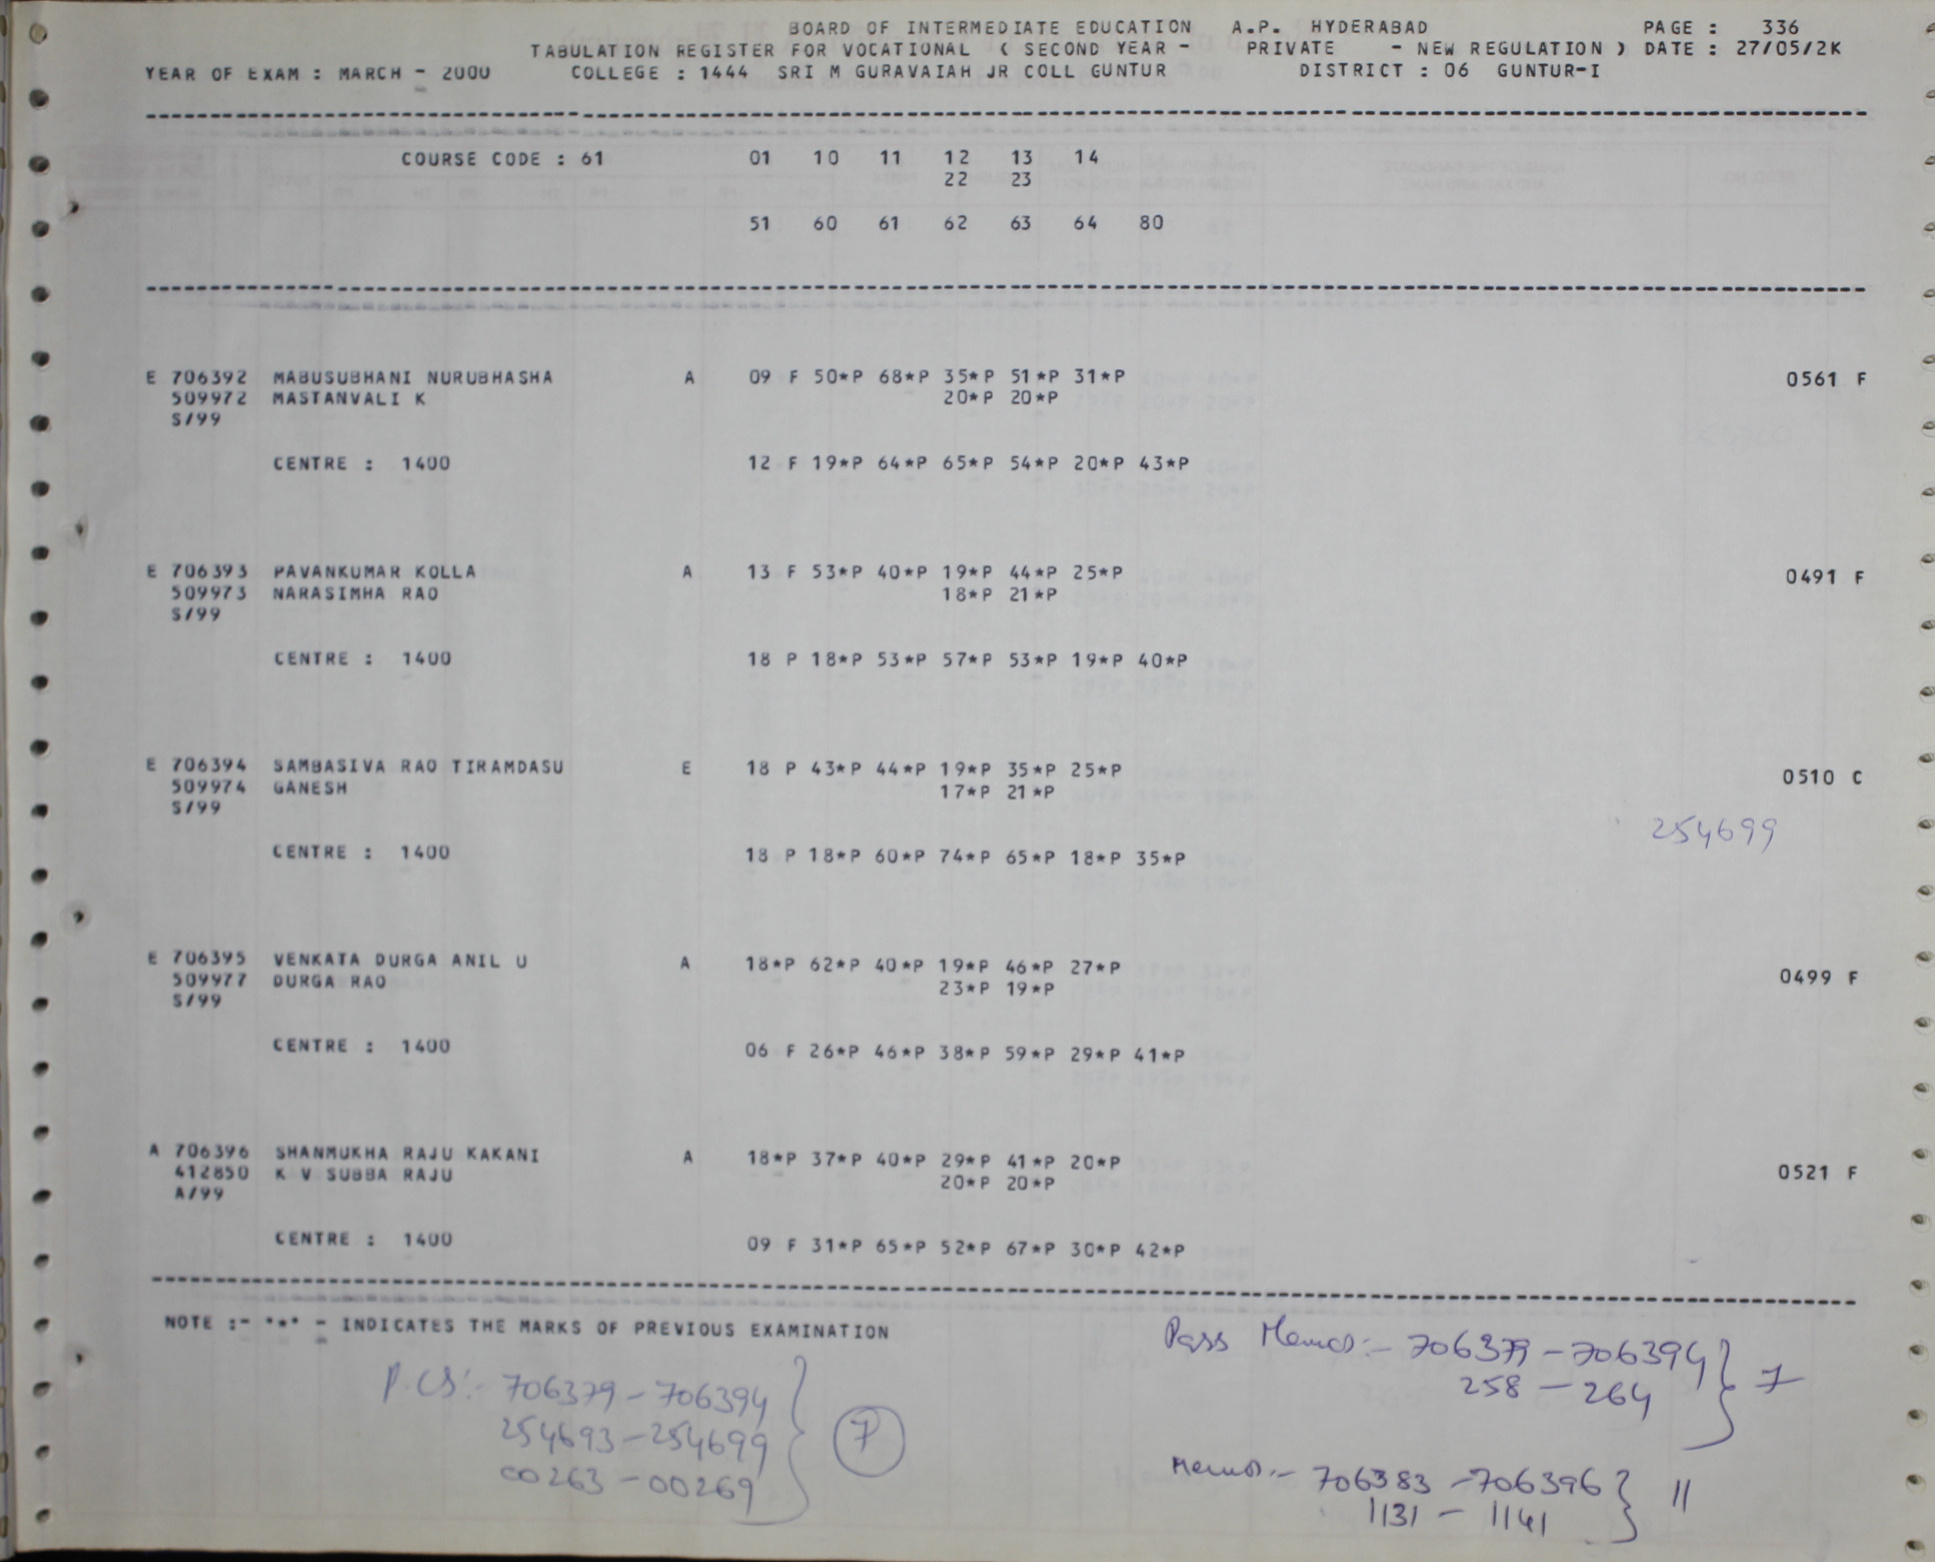 BOARD OF INTERMEDIATE EDUCATION A.P. HYDERABAD PAGE : 336
TABULATION REGISTER FOR VOCATIONAL ( SECOND YEAR - PRIVATE - NEW REGULATION ) DATE : 27/05/2K
YEAR OF EXAM : MARCH - 2000 COLLEGE : 1444 SRI M GURAVAIAH JR COLL GUNTUR DISTRICT : 06 GUNTUR-I
COURSE CODE : 61 01 10 11 12 13 14
22 23
51 60 61 62 63 64 80
E 706392 MABUSUBHANI NURUBHASHA A 09 F 50*P 68*P 35*P 51*P 31*P 0561 F
509972 MASTANVALI K 20*P 20*P
S/99
CENTRE : 1400 12 F 19*P 64*P 65*P 54*P 20*P 43*P
E 706393 PAVANKUMAR KOLLA A 13 F 53*P 40*P 19*P 44*P 25*P 0491 F
509973 NARASIMHA RAO 18*P 21*P
S/99
CENTRE : 1400 18 P 18*P 53*P 57*P 53*P 19*P 40*P
E 706394 SAMBASIVA RAO TIRAMDASU E 18 P 43*P 44*P 19*P 35*P 25*P 0510 C
509974 GANESH 17*P 21*P
S/99
254699
CENTRE : 1400 18 P 18*P 60*P 74*P 65*P 18*P 35*P
E 706395 VENKATA DURGA ANIL U A 18*P 62*P 40*P 19*P 46*P 27*P 0499 F
509977 DURGA RAO 23*P 19*P
S/99
CENTRE : 1400 06 F 26*P 46*P 38*P 59*P 29*P 41*P
A 706396 SHANMUKHA RAJU KAKANI A 18*P 37*P 40*P 29*P 41*P 20*P 0521 F
412850 K V SUBBA RAJU 20*P 20*P
A/99
CENTRE : 1400 09 F 31*P 65*P 52*P 67*P 30*P 42*P
NOTE :- "*" - INDICATES THE MARKS OF PREVIOUS EXAMINATION
Pass Memos:- 706379 - 706394 } 7
258 - 264
P.CS:- 706379 - 706394 } 7
254693 - 254699
00263 - 00269
Memos:- 706383 - 706396 } 11
1131 - 1141